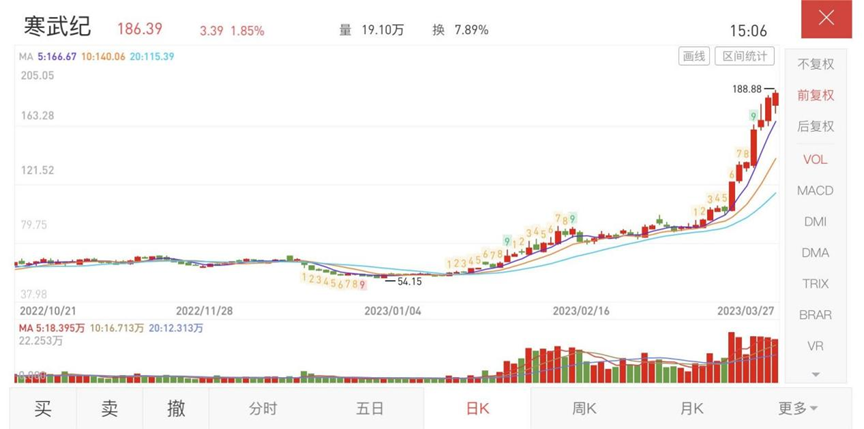 寒武纪 186.39 3.39 1.85% 量 19.10万 换 7.89% 15:06
MA 5:166.67 10:140.06 20:115.39 画线 区间统计
205.05
188.88
163.28
121.52
79.75
37.98
9
7 8
6
1 2 3 4 5
7 8 9
1 2 3 4 5 6
9
6 7 8
1 2 3 4 5
1 2 3 4 5 6 7 8 9
54.15
2022/10/21 2022/11/28 2023/01/04 2023/02/16 2023/03/27
MA 5:18.395万 10:16.713万 20:12.313万
22.253万
不复权
前复权
后复权
VOL
MACD
DMI
DMA
TRIX
BRAR
VR
买 卖 撤 分时 五日 日K 周K 月K 更多